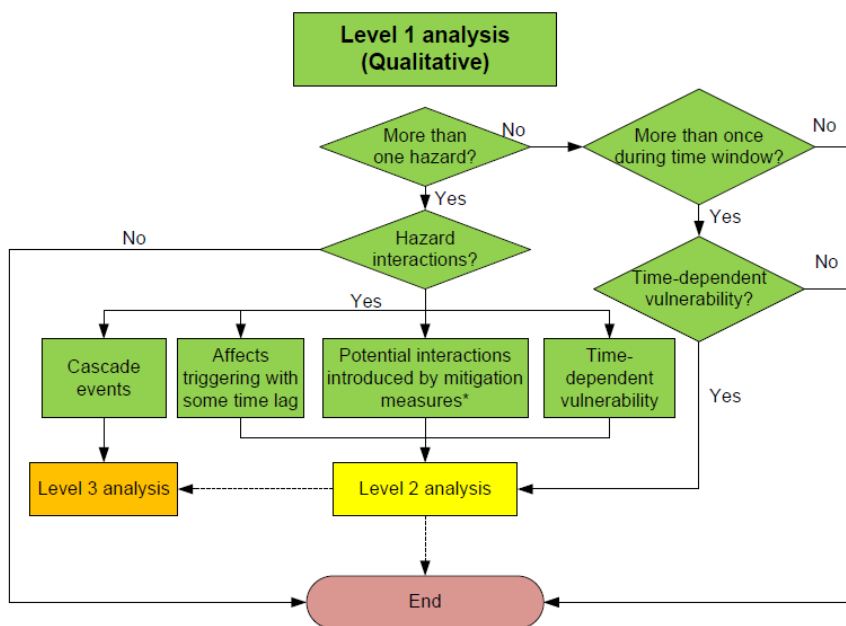 Level 1 analysis
(Qualitative)
More than
one hazard?
No
More than once
during time window?
No
Yes
Yes
No
Hazard
interactions?
Time-dependent
vulnerability?
No
Yes
Cascade
events
Affects
triggering with
some time lag
Potential interactions
introduced by mitigation
measures*
Time-
dependent
vulnerability
Yes
Level 3 analysis
Level 2 analysis
End